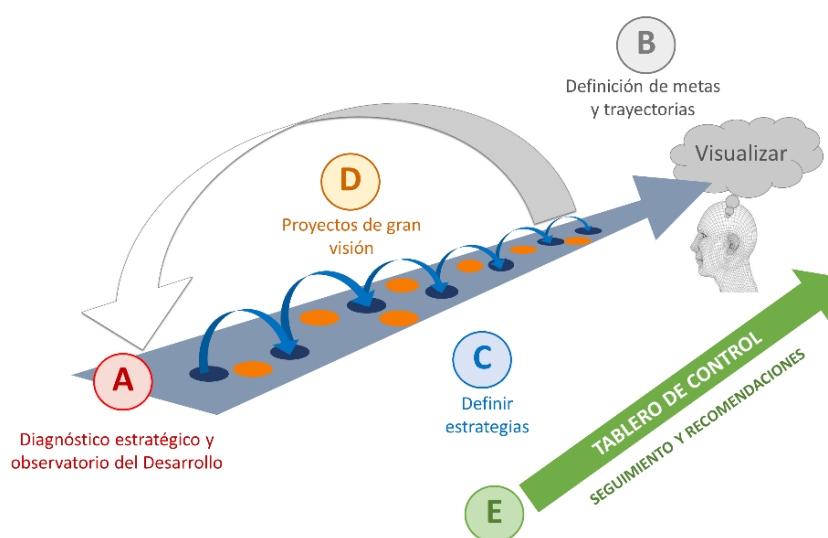 B
Definición de metas
y trayectorias
Visualizar
D
Proyectos de gran
visión
A
Diagnóstico estratégico y
observatorio del Desarrollo
C
Definir
estrategias
E
TABLERO DE CONTROL
SEGUIMIENTO Y RECOMENDACIONES